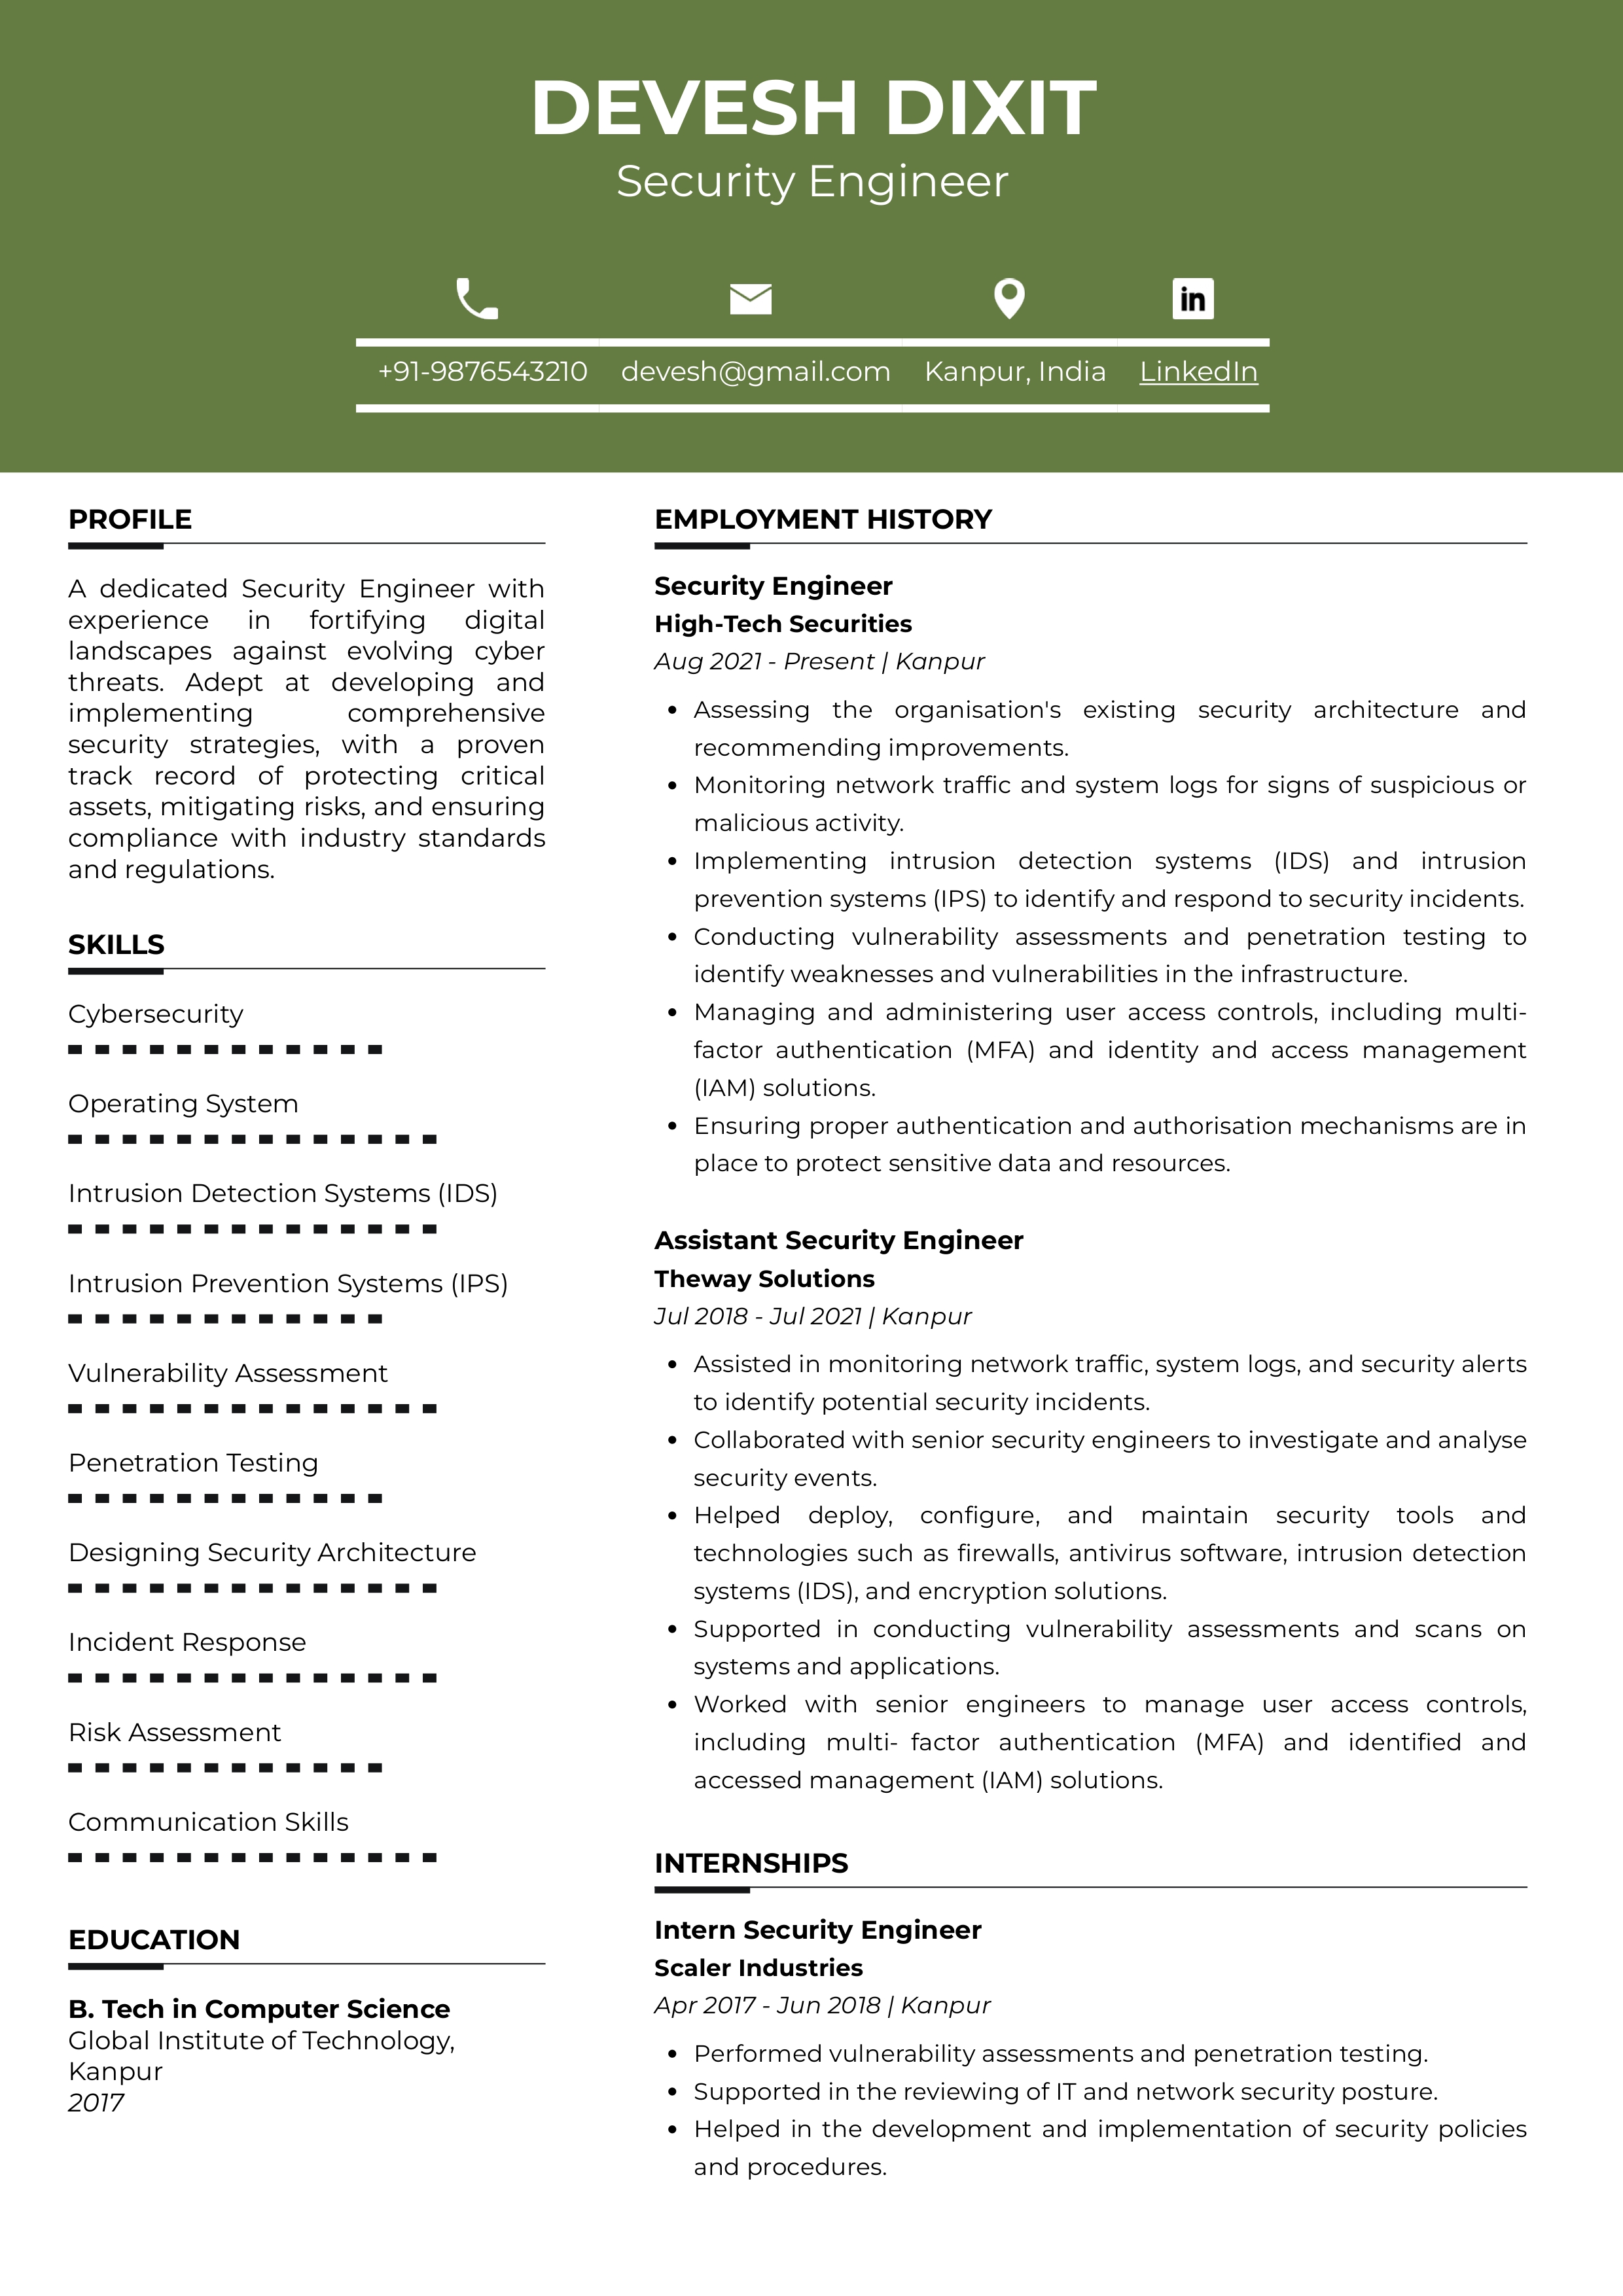 DEVESH DIXIT
Security Engineer
+91-9876543210
devesh@gmail.com
Kanpur, India
in
LinkedIn
PROFILE
A dedicated Security Engineer with
experience in fortifying digital
landscapes against evolving cyber
threats. Adept at developing and
implementing comprehensive
security strategies, with a proven
track record of protecting critical
assets, mitigating risks, and ensuring
compliance with industry standards
and regulations.
SKILLS
Cybersecurity
Operating System
Intrusion Detection Systems (IDS)
Intrusion Prevention Systems (IPS)
Vulnerability Assessment
Penetration Testing
Designing Security Architecture
Incident Response
Risk Assessment
Communication Skills
EDUCATION
B. Tech in Computer Science
Global Institute of Technology,
Kanpur
2017
EMPLOYMENT HISTORY
Security Engineer
High-Tech Securities
Aug 2021 - Present | Kanpur
• Assessing the organisation's existing security architecture and
recommending improvements.
• Monitoring network traffic and system logs for signs of suspicious or
malicious activity.
• Implementing intrusion detection systems (IDS) and intrusion
prevention systems (IPS) to identify and respond to security incidents.
• Conducting vulnerability assessments and penetration testing to
identify weaknesses and vulnerabilities in the infrastructure.
• Managing and administering user access controls, including multi-
factor authentication (MFA) and identity and access management
(IAM) solutions.
• Ensuring proper authentication and authorisation mechanisms are in
place to protect sensitive data and resources.
Assistant Security Engineer
Theway Solutions
Jul 2018 - Jul 2021 | Kanpur
• Assisted in monitoring network traffic, system logs, and security alerts
to identify potential security incidents.
• Collaborated with senior security engineers to investigate and analyse
security events.
• Helped deploy, configure, and maintain security tools and
technologies such as firewalls, antivirus software, intrusion detection
systems (IDS), and encryption solutions.
• Supported in conducting vulnerability assessments and scans on
systems and applications.
• Worked with senior engineers to manage user access controls,
including multi- factor authentication (MFA) and identified and
accessed management (IAM) solutions.
INTERNSHIPS
Intern Security Engineer
Scaler Industries
Apr 2017 - Jun 2018 | Kanpur
• Performed vulnerability assessments and penetration testing.
• Supported in the reviewing of IT and network security posture.
• Helped in the development and implementation of security policies
and procedures.